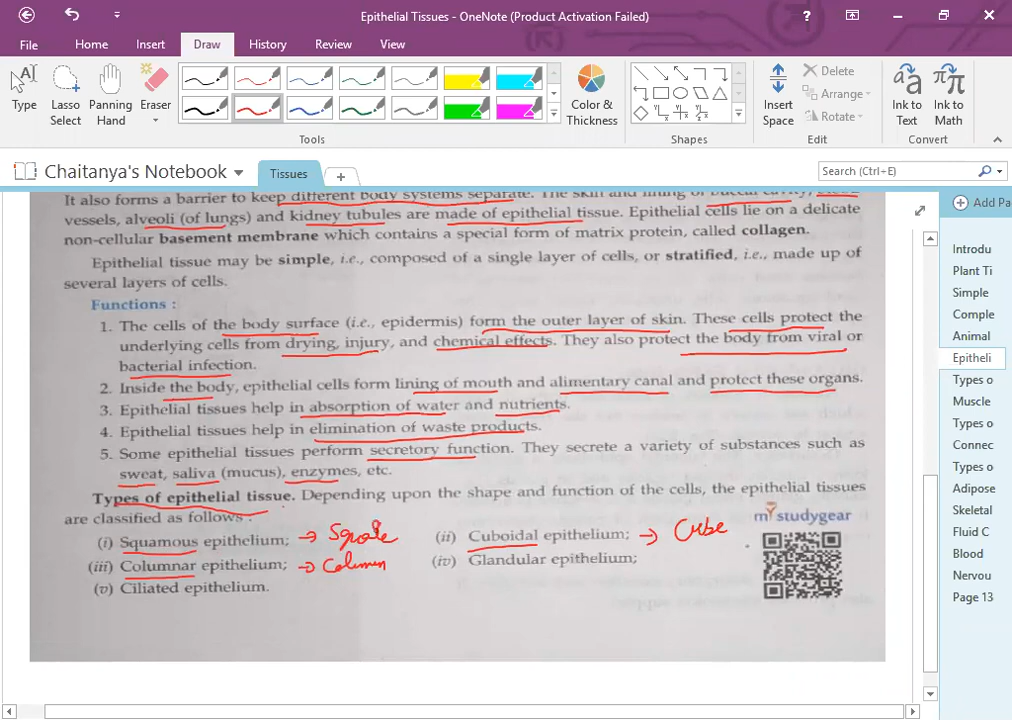 Epithelial Tissues - OneNote (Product Activation Failed)
?
File Home Insert Draw History Review View
Type
Lasso Select
Panning Hand
Eraser
Color & Thickness
Insert Space
Delete
Arrange
Rotate
Ink to Text
Ink to Math
Tools
Shapes
Edit
Convert
Chaitanya's Notebook
Tissues
+
Search (Ctrl+E)
It also forms a barrier to keep different body systems separate. The skin and lining of buccal cavity, blood
vessels, alveoli (of lungs) and kidney tubules are made of epithelial tissue. Epithelial cells lie on a delicate
non-cellular basement membrane which contains a special form of matrix protein, called collagen.
Epithelial tissue may be simple, i.e., composed of a single layer of cells, or stratified, i.e., made up of
several layers of cells.
Functions :
1. The cells of the body surface (i.e., epidermis) form the outer layer of skin. These cells protect the
underlying cells from drying, injury, and chemical effects. They also protect the body from viral or
bacterial infection.
2. Inside the body, epithelial cells form lining of mouth and alimentary canal and protect these organs.
3. Epithelial tissues help in absorption of water and nutrients.
4. Epithelial tissues help in elimination of waste products.
5. Some epithelial tissues perform secretory function. They secrete a variety of substances such as
sweat, saliva (mucus), enzymes, etc.
Types of epithelial tissue. Depending upon the shape and function of the cells, the epithelial tissues
are classified as follows :
(i) Squamous epithelium; → (ii) Cuboidal epithelium; → Cube
(iii) Columnar epithelium; → Column (iv) Glandular epithelium;
(v) Ciliated epithelium.
mystudygear
Add Pa
Introdu
Plant Ti
Simple
Comple
Animal
Epitheli
Types o
Muscle
Types o
Connec
Types o
Adipose
Skeletal
Fluid C
Blood
Nervou
Page 13